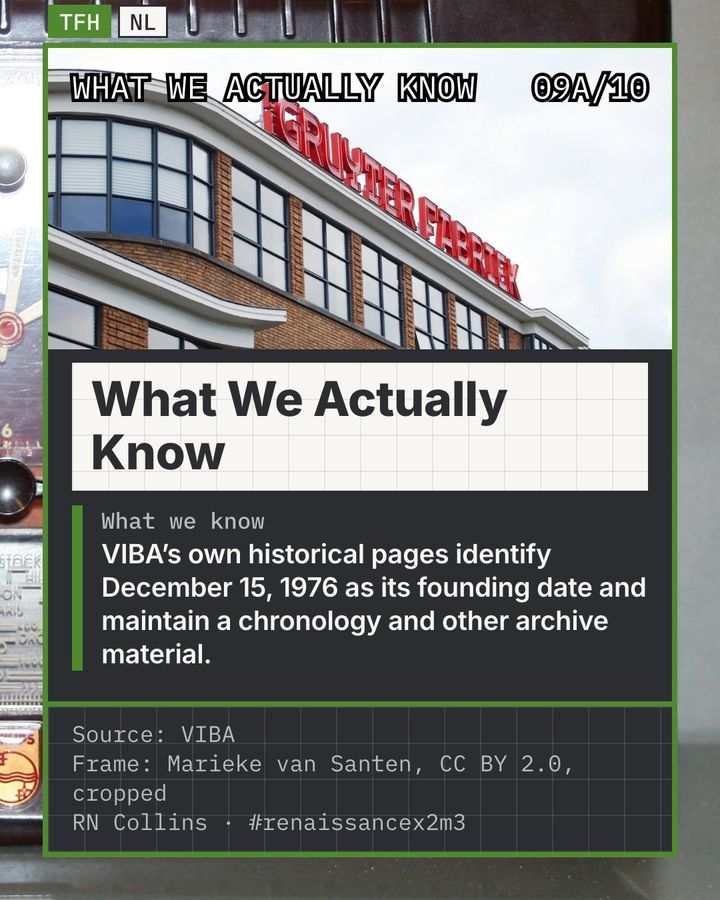 TFH NL
WHAT WE ACTUALLY KNOW 09A/10
GRUYTER FABRIEK
What We Actually
Know
What we know
VIBA’s own historical pages identify
December 15, 1976 as its founding date and
maintain a chronology and other archive
material.
Source: VIBA
Frame: Marieke van Santen, CC BY 2.0,
cropped
RN Collins · #renaissancex2m3